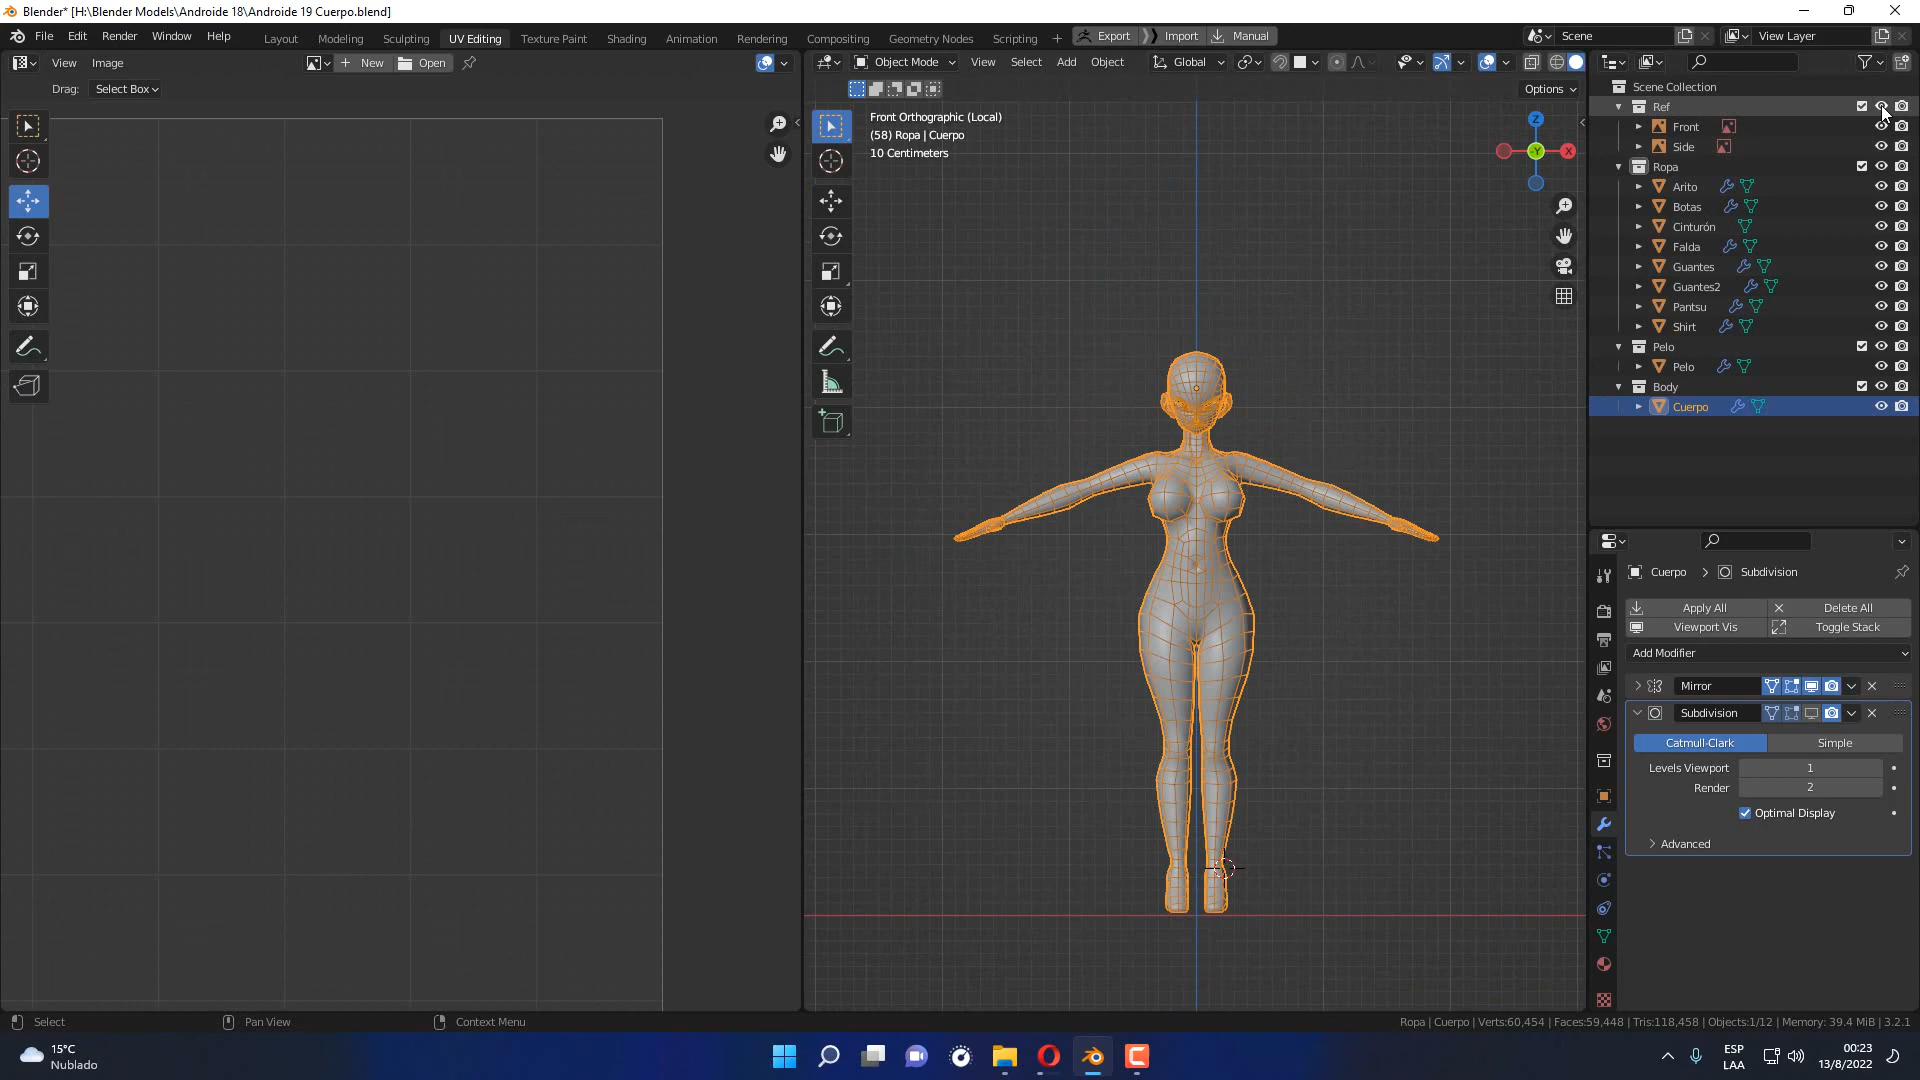 Blender* [H:\Blender Models\Androide 18\Androide 19 Cuerpo.blend]
File Edit Render Window Help
Layout Modeling Sculpting UV Editing Texture Paint Shading Animation Rendering Compositing Geometry Nodes Scripting + Export Import Manual Scene View Layer
View Image New Open Object Mode View Select Add Object Global
Drag: Select Box Options
Front Orthographic (Local)
(58) Ropa | Cuerpo
10 Centimeters
Z
-Y
X
Scene Collection
Ref
Front
Side
Ropa
Arito
Botas
Cinturón
Falda
Guantes
Guantes2
Pantsu
Shirt
Pelo
Pelo
Body
Cuerpo
Cuerpo > Subdivision
Apply All Delete All
Viewport Vis Toggle Stack
Add Modifier
Mirror
Subdivision
Catmull-Clark Simple
Levels Viewport 1
Render 2
Optimal Display
Advanced
Select Pan View Context Menu Ropa | Cuerpo | Verts:60,454 | Faces:59,448 | Tris:118,458 | Objects:1/12 | Memory: 39.4 MiB | 3.2.1
15°C
Nublado
ESP
LAA
00:23
13/8/2022